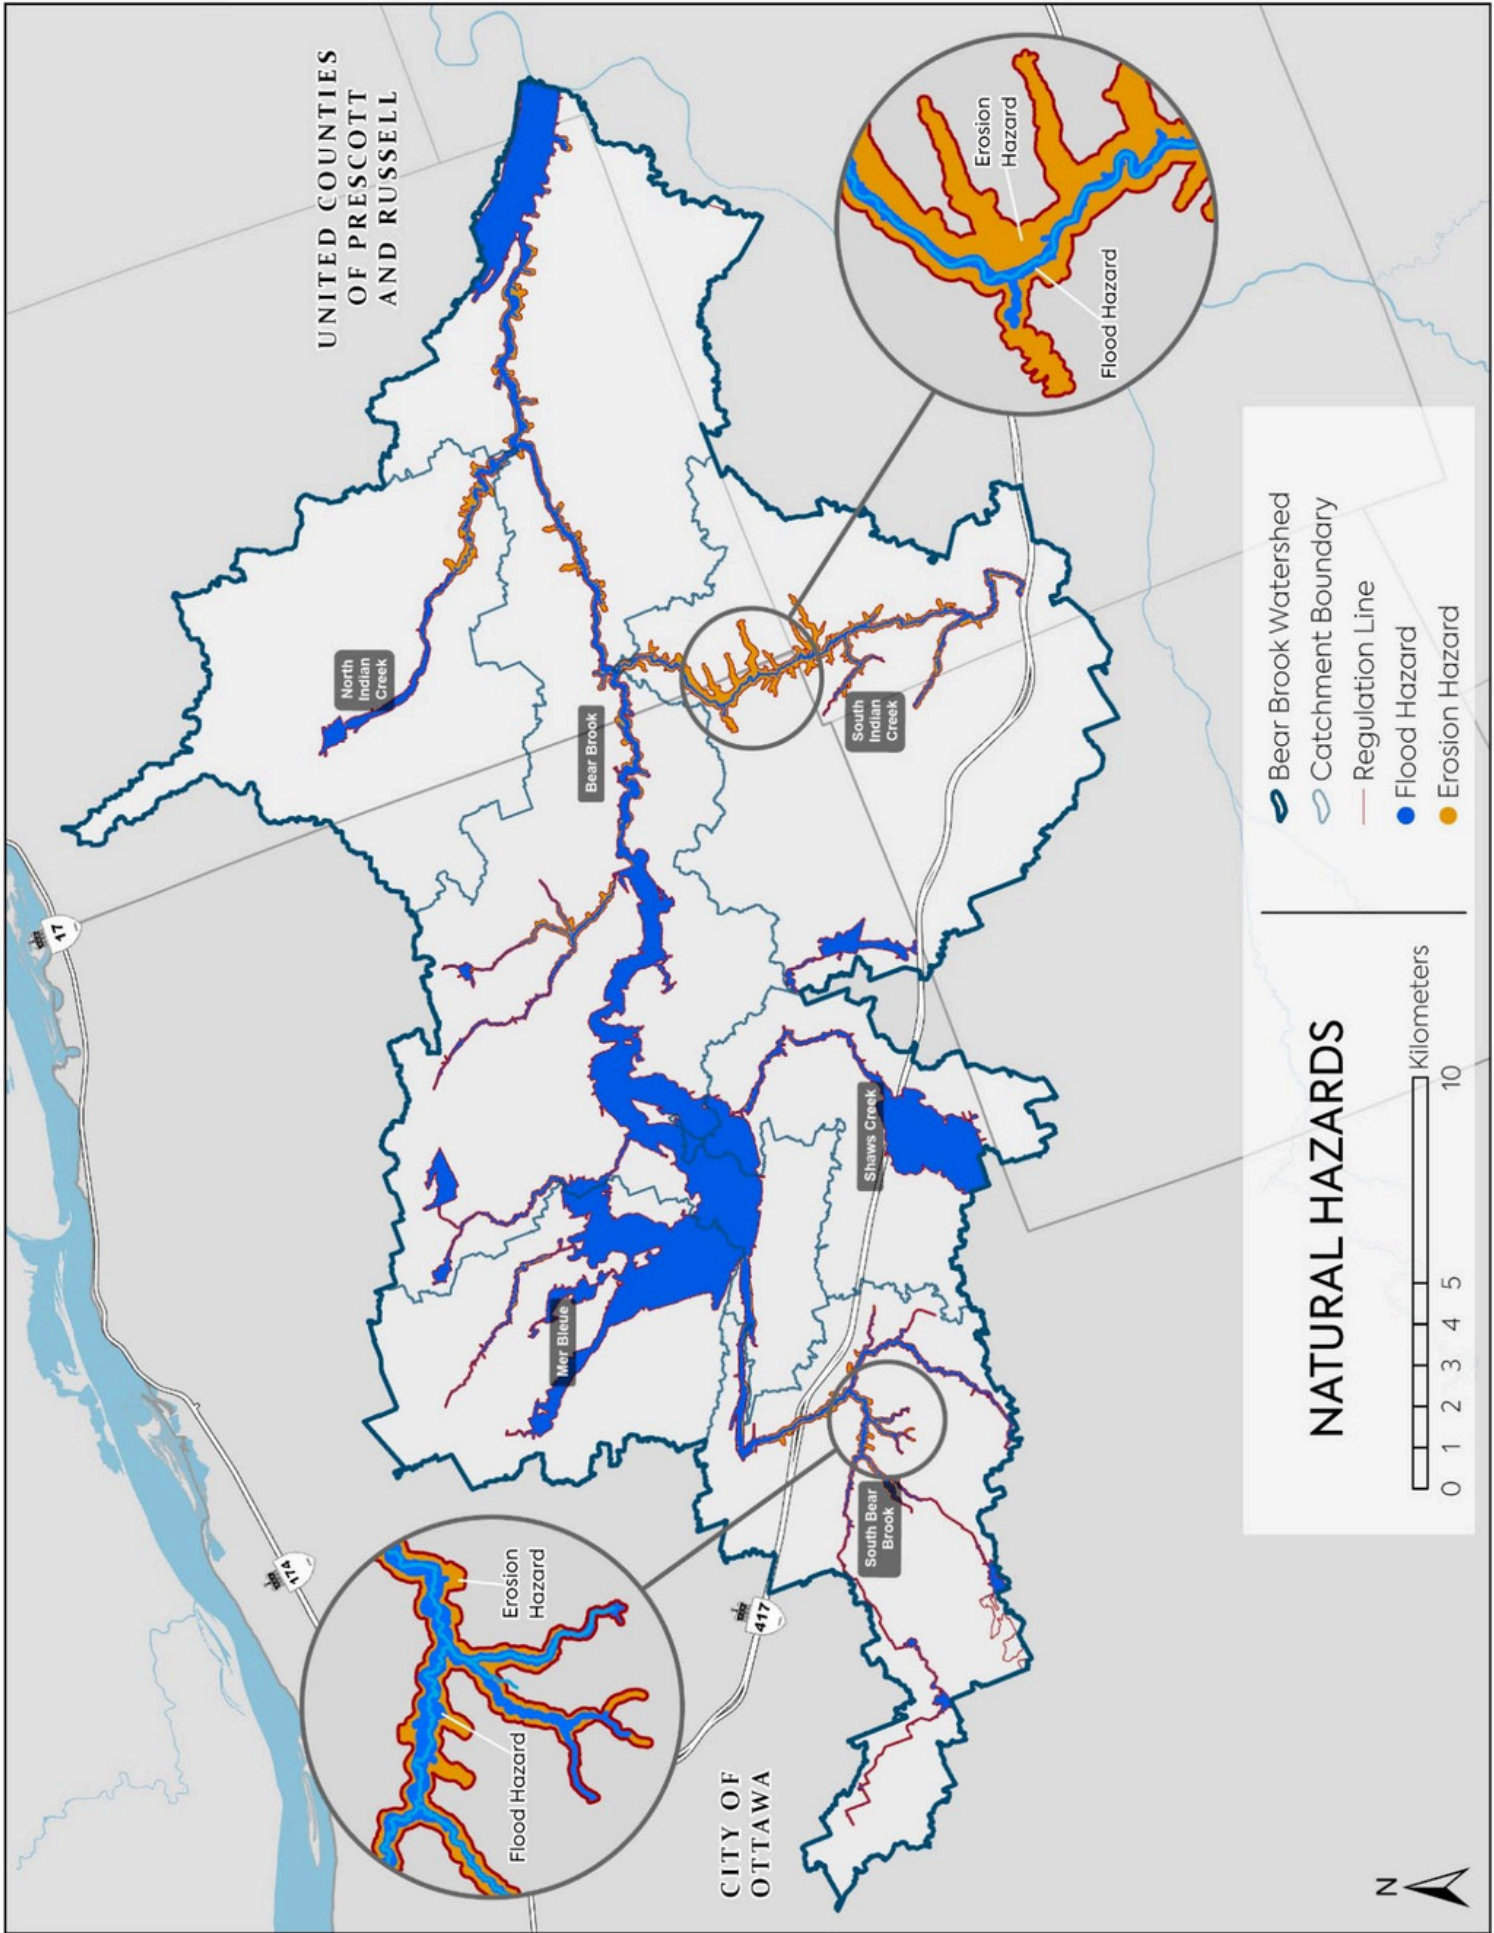 UNITED COUNTIES
OF PRESCOTT
AND RUSSELL
17
174
417
North
Indian
Creek
Bear Brook
Erosion
Hazard
Flood Hazard
South
Indian
Creek
Mer Bleue
Shaws Creek
Erosion
Hazard
Flood Hazard
South Bear
Brook
CITY OF
OTTAWA
N
NATURAL HAZARDS
0 1 2 3 4 5 10
Kilometers
Bear Brook Watershed
Catchment Boundary
Regulation Line
Flood Hazard
Erosion Hazard